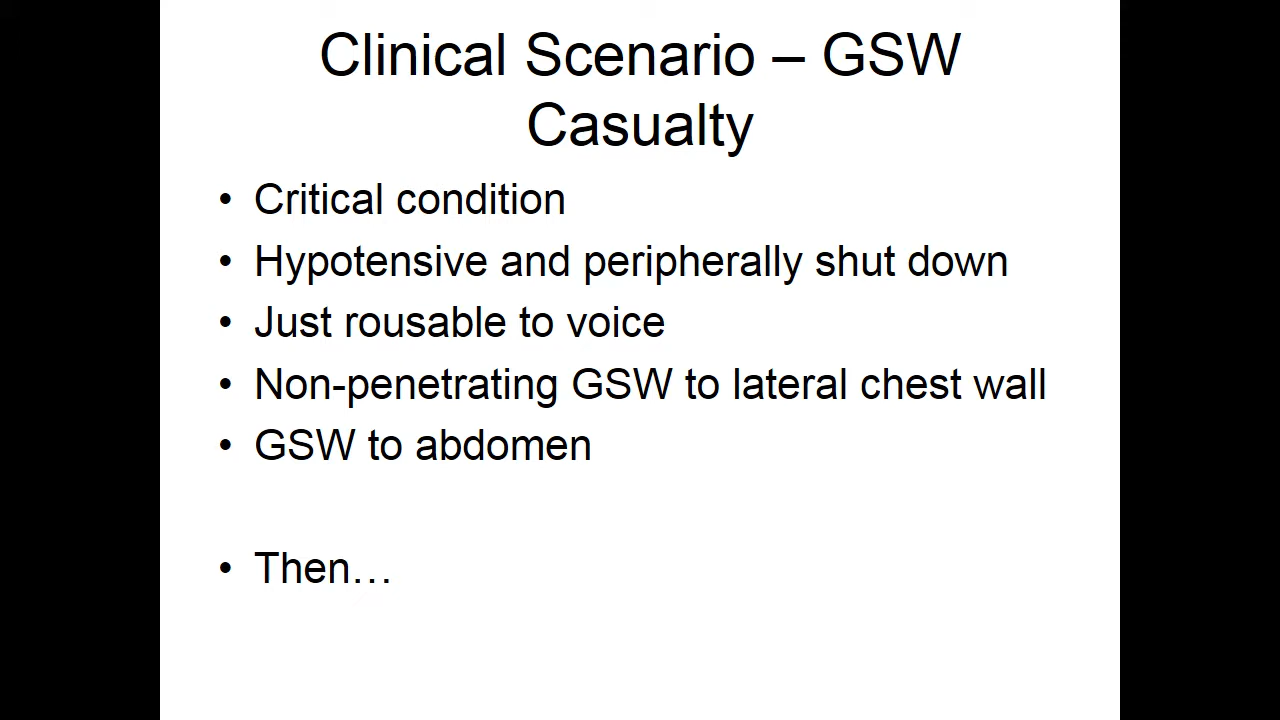 Clinical Scenario – GSW
Casualty
• Critical condition
• Hypotensive and peripherally shut down
• Just rousable to voice
• Non-penetrating GSW to lateral chest wall
• GSW to abdomen
• Then…